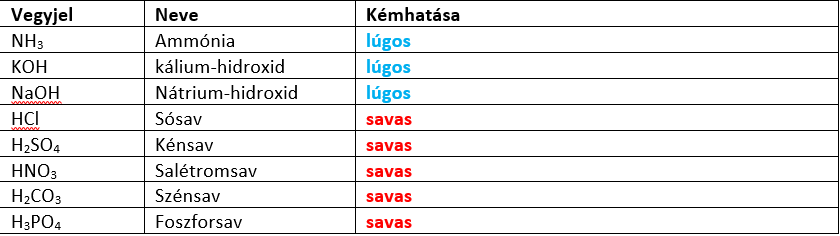 Vegyjel Neve Kémhatása
NH₃ Ammónia lúgos
KOH kálium-hidroxid lúgos
NaOH Nátrium-hidroxid lúgos
HCl Sósav savas
H₂SO₄ Kénsav savas
HNO₃ Salétromsav savas
H₂CO₃ Szénsav savas
H₃PO₄ Foszforsav savas